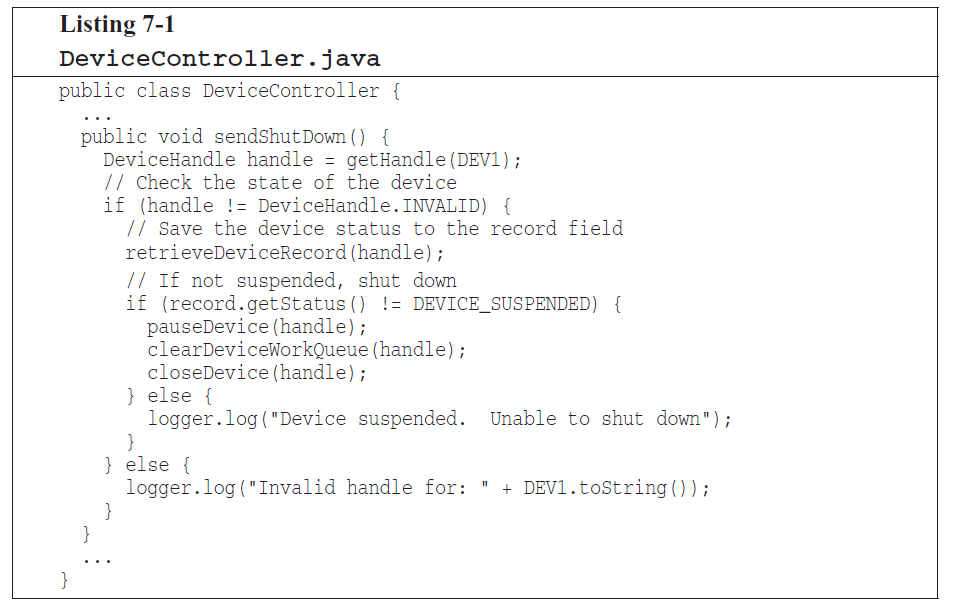 Listing 7-1
DeviceController.java
public class DeviceController {
  ...
  public void sendShutDown() {
    DeviceHandle handle = getHandle(DEV1);
    // Check the state of the device
    if (handle != DeviceHandle.INVALID) {
      // Save the device status to the record field
      retrieveDeviceRecord(handle);
      // If not suspended, shut down
      if (record.getStatus() != DEVICE_SUSPENDED) {
        pauseDevice(handle);
        clearDeviceWorkQueue(handle);
        closeDevice(handle);
      } else {
        logger.log("Device suspended.  Unable to shut down");
      }
    } else {
      logger.log("Invalid handle for: " + DEV1.toString());
    }
  }
  ...
}